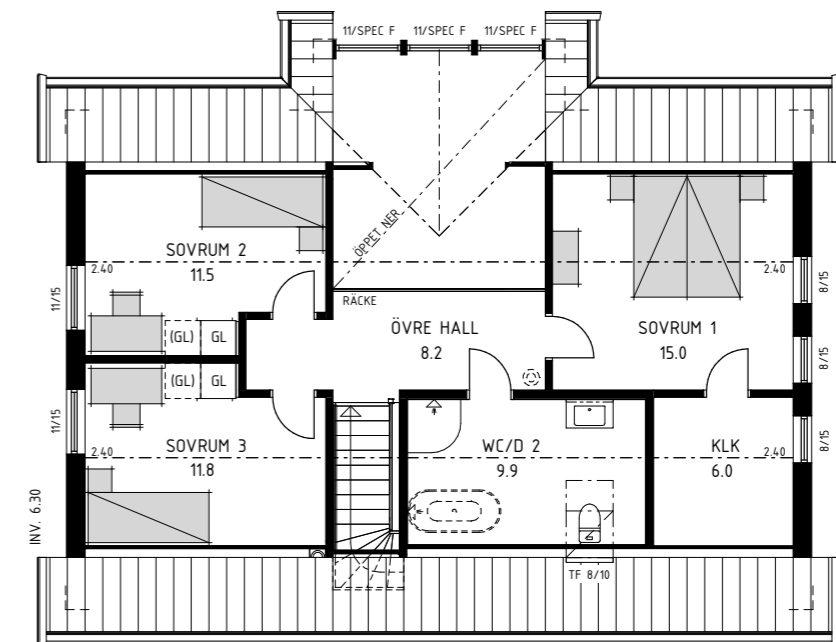 11/SPEC F 11/SPEC F 11/SPEC F
ÖPPET NER
SOVRUM 2
11.5
2.40
11/15
(GL) GL
RÄCKE
ÖVRE HALL
8.2
SOVRUM 1
15.0
2.40
8/15
8/15
(GL) GL
11/15
SOVRUM 3
11.8
2.40
WC/D 2
9.9
KLK
6.0
2.40
8/15
INV. 6.30
TF 8/10